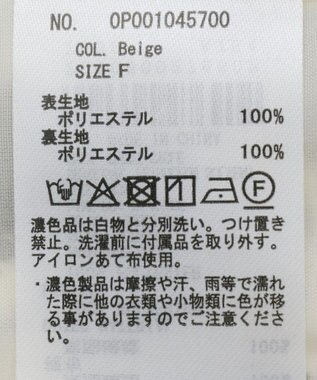 NO. 0P001045700
COL. Beige
SIZE F
表生地
ポリエステル 100%
裏生地
ポリエステル 100%
F
濃色品は白物と分別洗い。つけ置き
禁止。洗濯前に付属品を取り外す。
アイロンあて布使用。
・濃色製品は摩擦や汗、雨等で濡れ
た際に他の衣類や小物類に色が移
る事がありますのでご注意くださ
い。